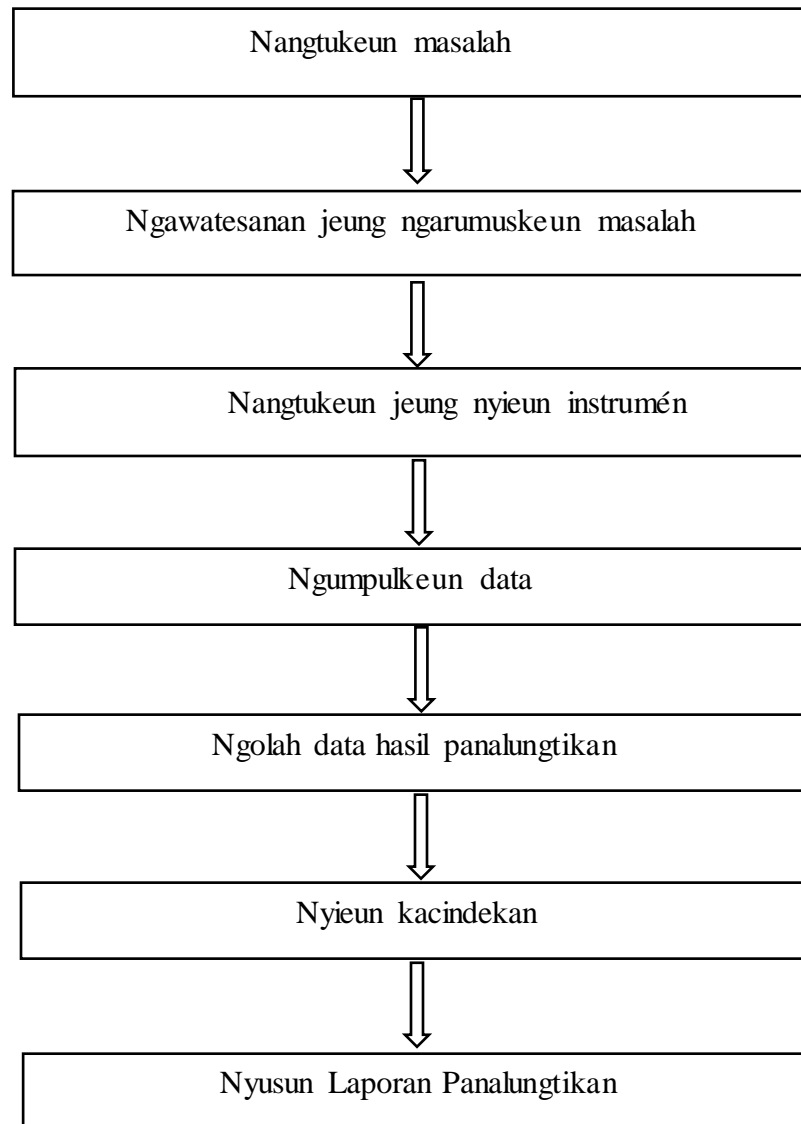 Nangtukeun masalah
Ngawatesanan jeung ngarumuskeun masalah
Nangtukeun jeung nyieun instrumén
Ngumpulkeun data
Ngolah data hasil panalungtikan
Nyieun kacindekan
Nyusun Laporan Panalungtikan